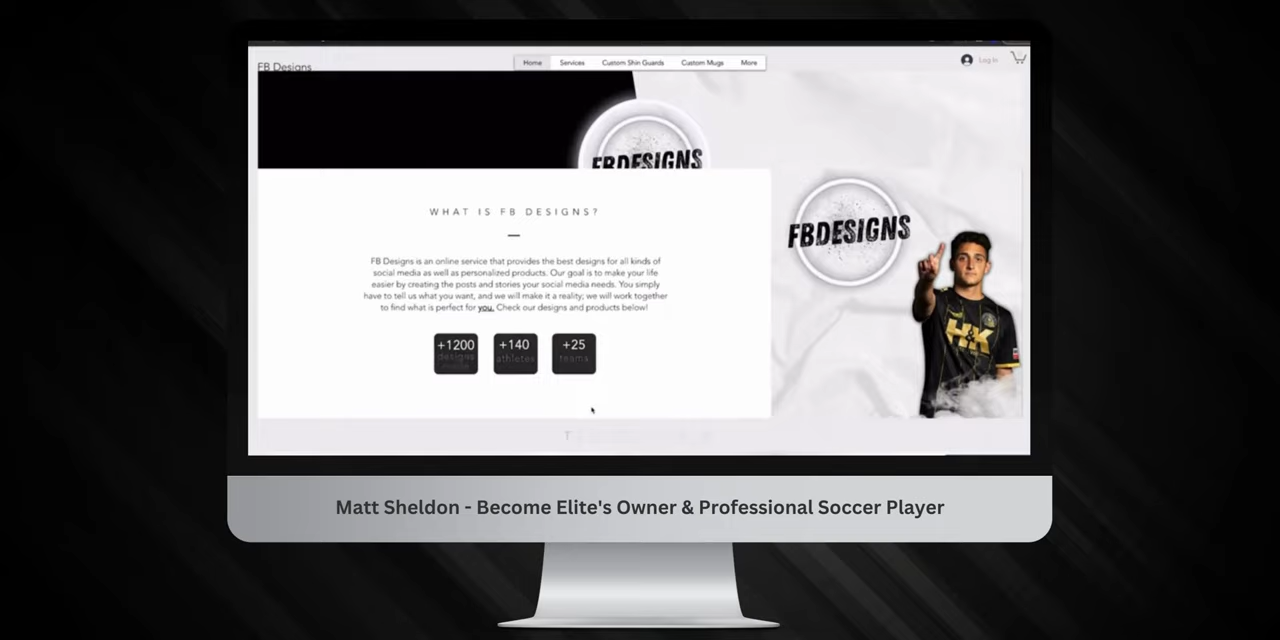 FB Designs
Home Services Custom Shin Guards Custom Mugs More
Log In
FBDESIGNS
WHAT IS FB DESIGNS?
FB Designs is an online service that provides the best designs for all kinds of
social media as well as personalized products. Our goal is to make your life
easier by creating the posts and stories your social media needs. You simply
have to tell us what you want, and we will make it a reality; we will work together
to find what is perfect for you. Check our designs and products below!
+1200
designs
made
+140
athletes
+25
teams
FBDESIGNS
H&K
T
Matt Sheldon - Become Elite's Owner & Professional Soccer Player